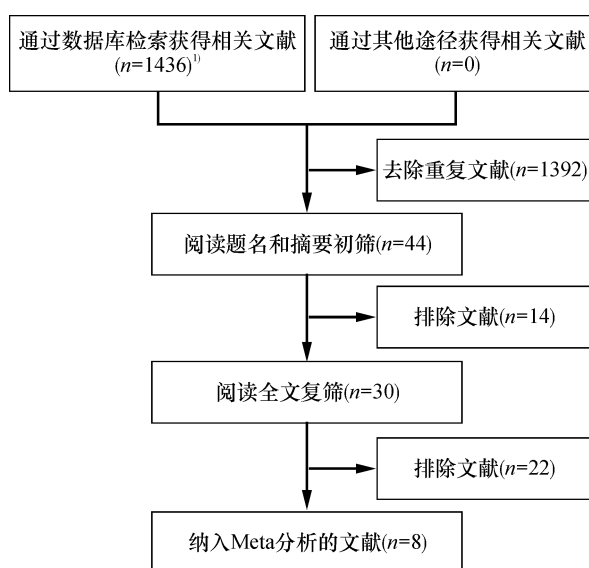 通过数据库检索获得相关文献
(n=1436)1)
通过其他途径获得相关文献
(n=0)
去除重复文献(n=1392)
阅读题名和摘要初筛(n=44)
排除文献(n=14)
阅读全文复筛(n=30)
排除文献(n=22)
纳入Meta分析的文献(n=8)